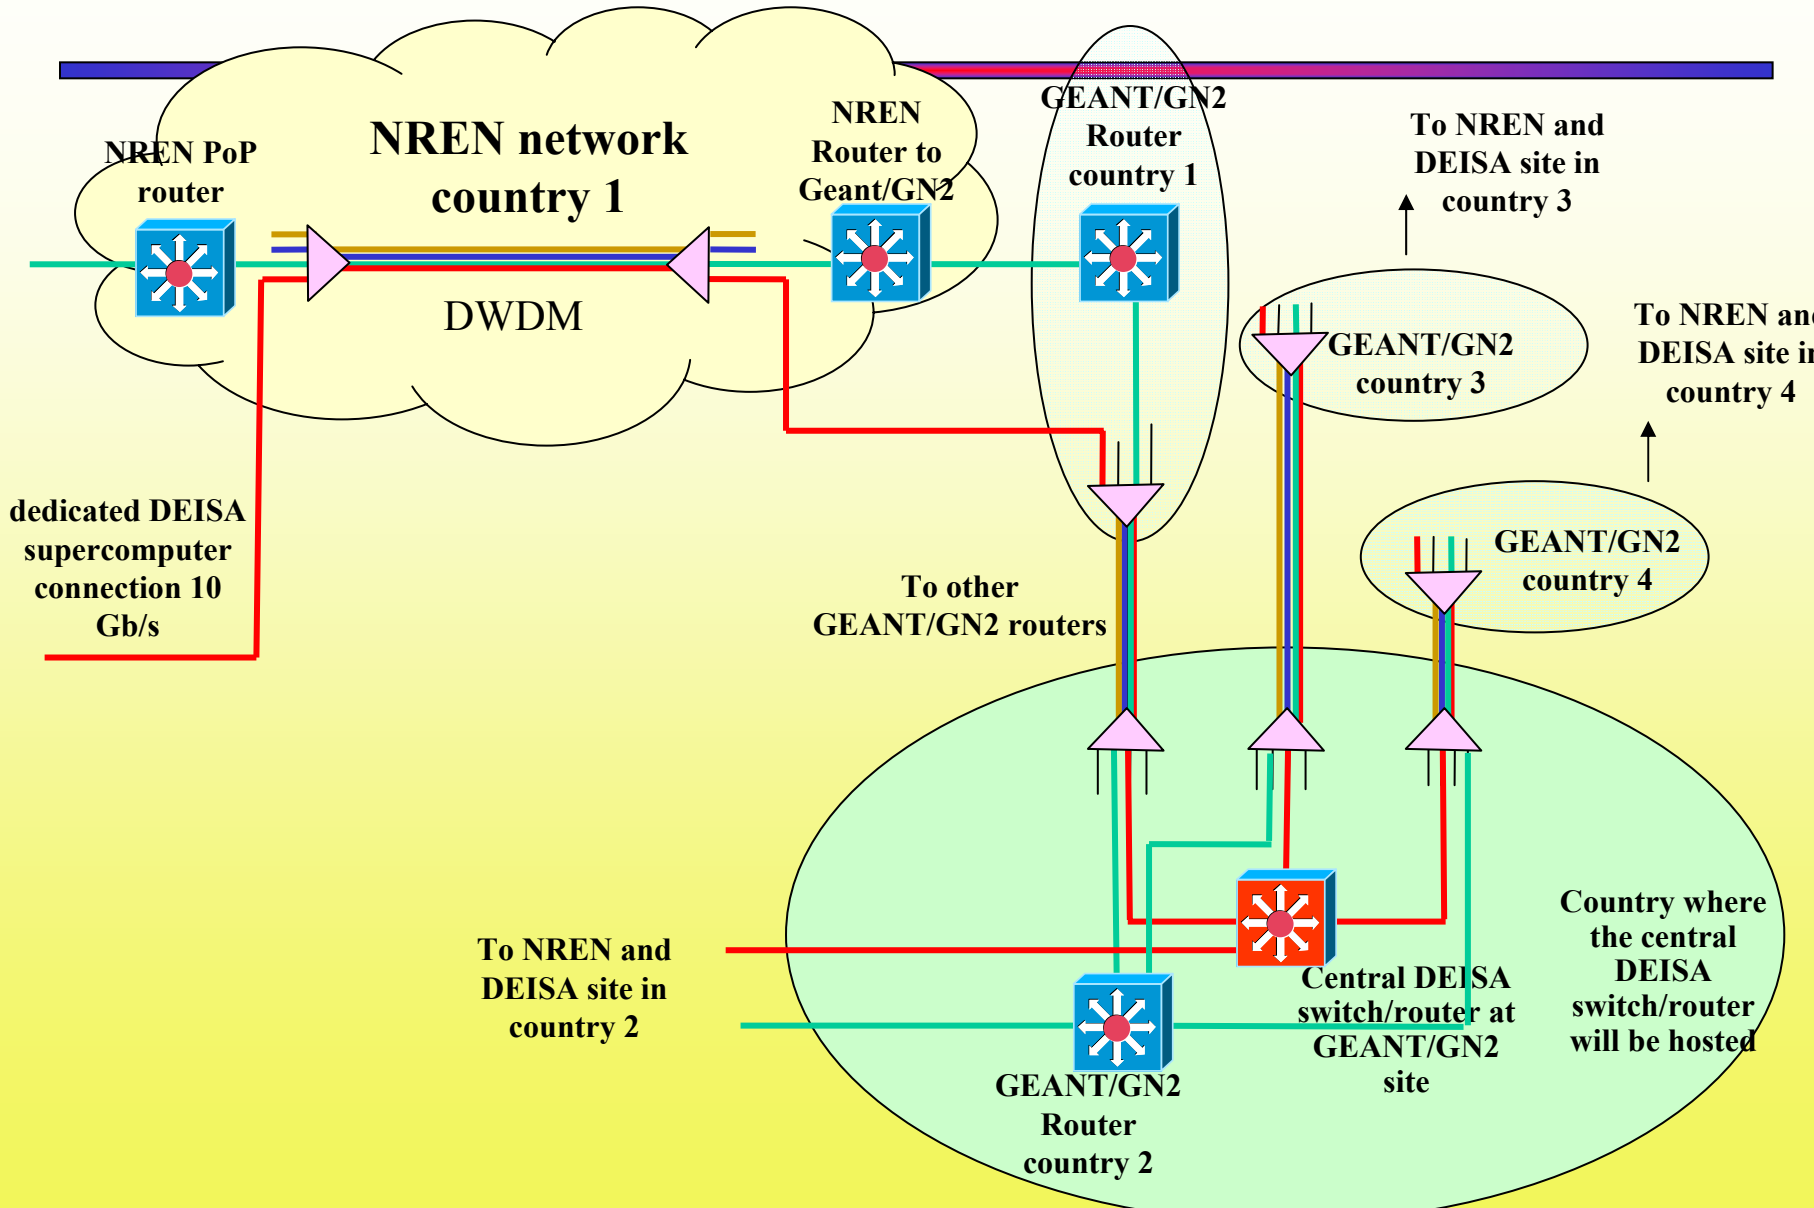 NREN PoP
router
NREN network
country 1
NREN
Router to
Geant/GN2
GEANT/GN2
Router
country 1
To NREN and
DEISA site in
country 3
DWDM
GEANT/GN2
country 3
To NREN and
DEISA site in
country 4
dedicated DEISA
supercomputer
connection 10
Gb/s
To other
GEANT/GN2 routers
GEANT/GN2
country 4
To NREN and
DEISA site in
country 2
Central DEISA
switch/router at
GEANT/GN2
site
Country where
the central
DEISA
switch/router
will be hosted
GEANT/GN2
Router
country 2